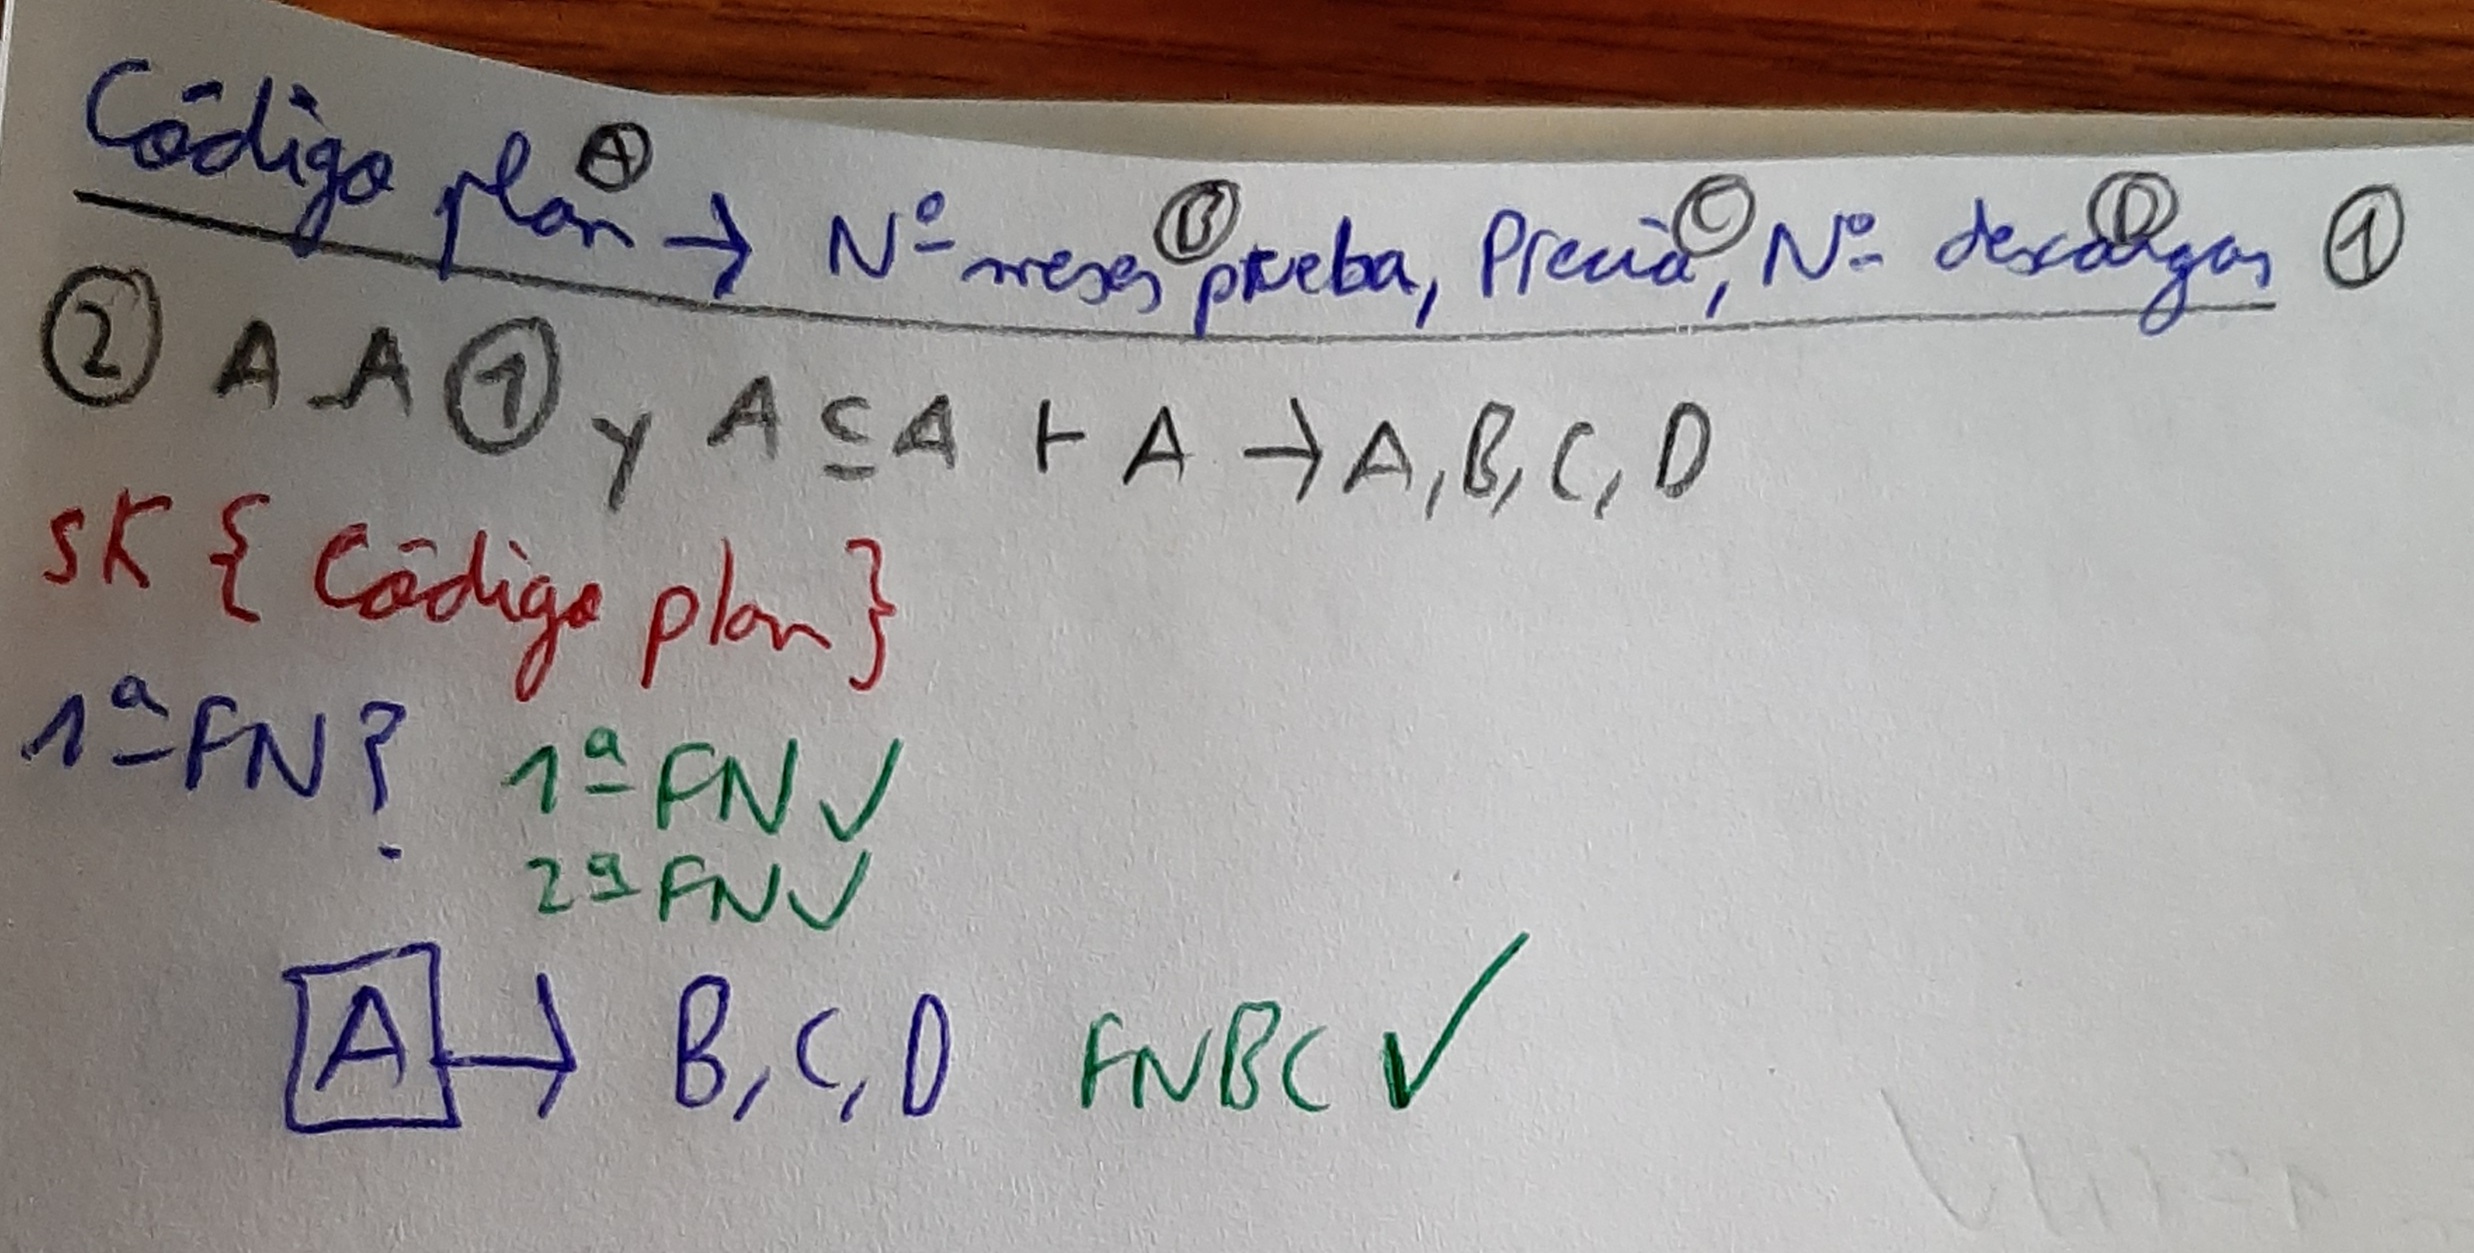 Código plan Ⓐ → Nº meses Ⓑ prueba, Precio Ⓒ, Nº descargas Ⓓ ①
② A A ① y A ⊆ A ⊢ A → A, B, C, D
SK { Código plan }
1ª FN? 1ª FN ✓
2ª FN ✓
A → B, C, D FNBC ✓